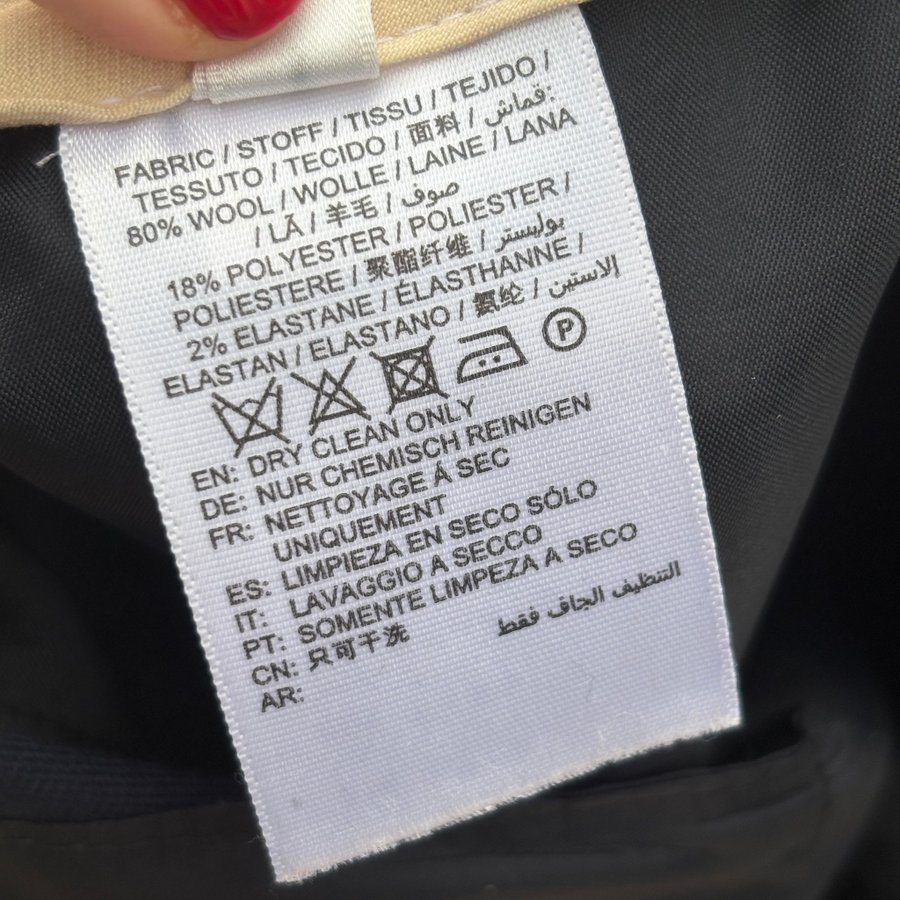 FABRIC / STOFF / TISSU / TEJIDO /
TESSUTO / TECIDO / 面料 / قماش:
80% WOOL / WOLLE / LAINE / LANA
/ LÃ / 羊毛 / صوف
18% POLYESTER / POLIESTER /
POLIESTERE / 聚酯纤维 / بوليستر
2% ELASTANE / ÉLASTHANNE /
ELASTAN / ELASTANO / 氨纶 / إلاستين
P
EN: DRY CLEAN ONLY
DE: NUR CHEMISCH REINIGEN
FR: NETTOYAGE Á SEC
UNIQUEMENT
ES: LIMPIEZA EN SECO SÓLO
IT: LAVAGGIO A SECCO
PT: SOMENTE LIMPEZA A SECO
CN: 只可干洗
AR: التنظيف الجاف فقط